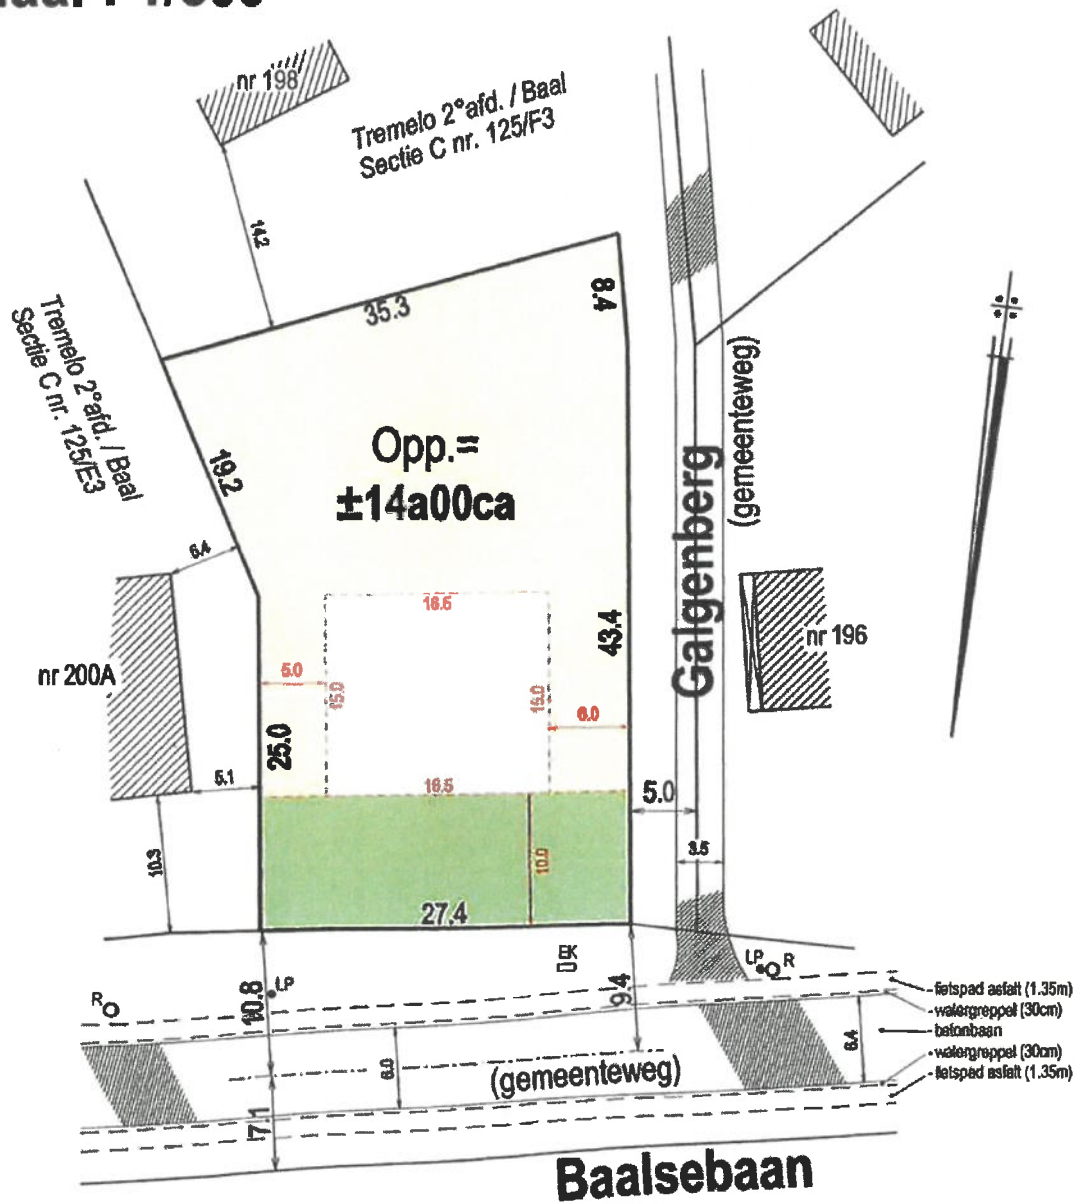 nr 198
Tremelo 2°afd. / Baal
Sectie C nr. 125/F3
14.2
35.3
8.4
Tremelo 2°afd. / Baal
Sectie C nr. 125/E3
19.2
Opp.=
±14a00ca
Galgenberg
(gemeenteweg)
6.4
16.5
43.4
nr 196
nr 200A
5.0
15.0
15.0
6.0
25.0
5.1
16.5
5.0
10.3
10.0
3.5
27.4
EK
LP
R
R
10.8
LP
9.4
fietspad asfalt (1.35m)
watergreppel (30cm)
betonbaan
watergreppel (30cm)
fietspad asfalt (1.35m)
6.0
6.4
(gemeenteweg)
7.1
Baalsebaan